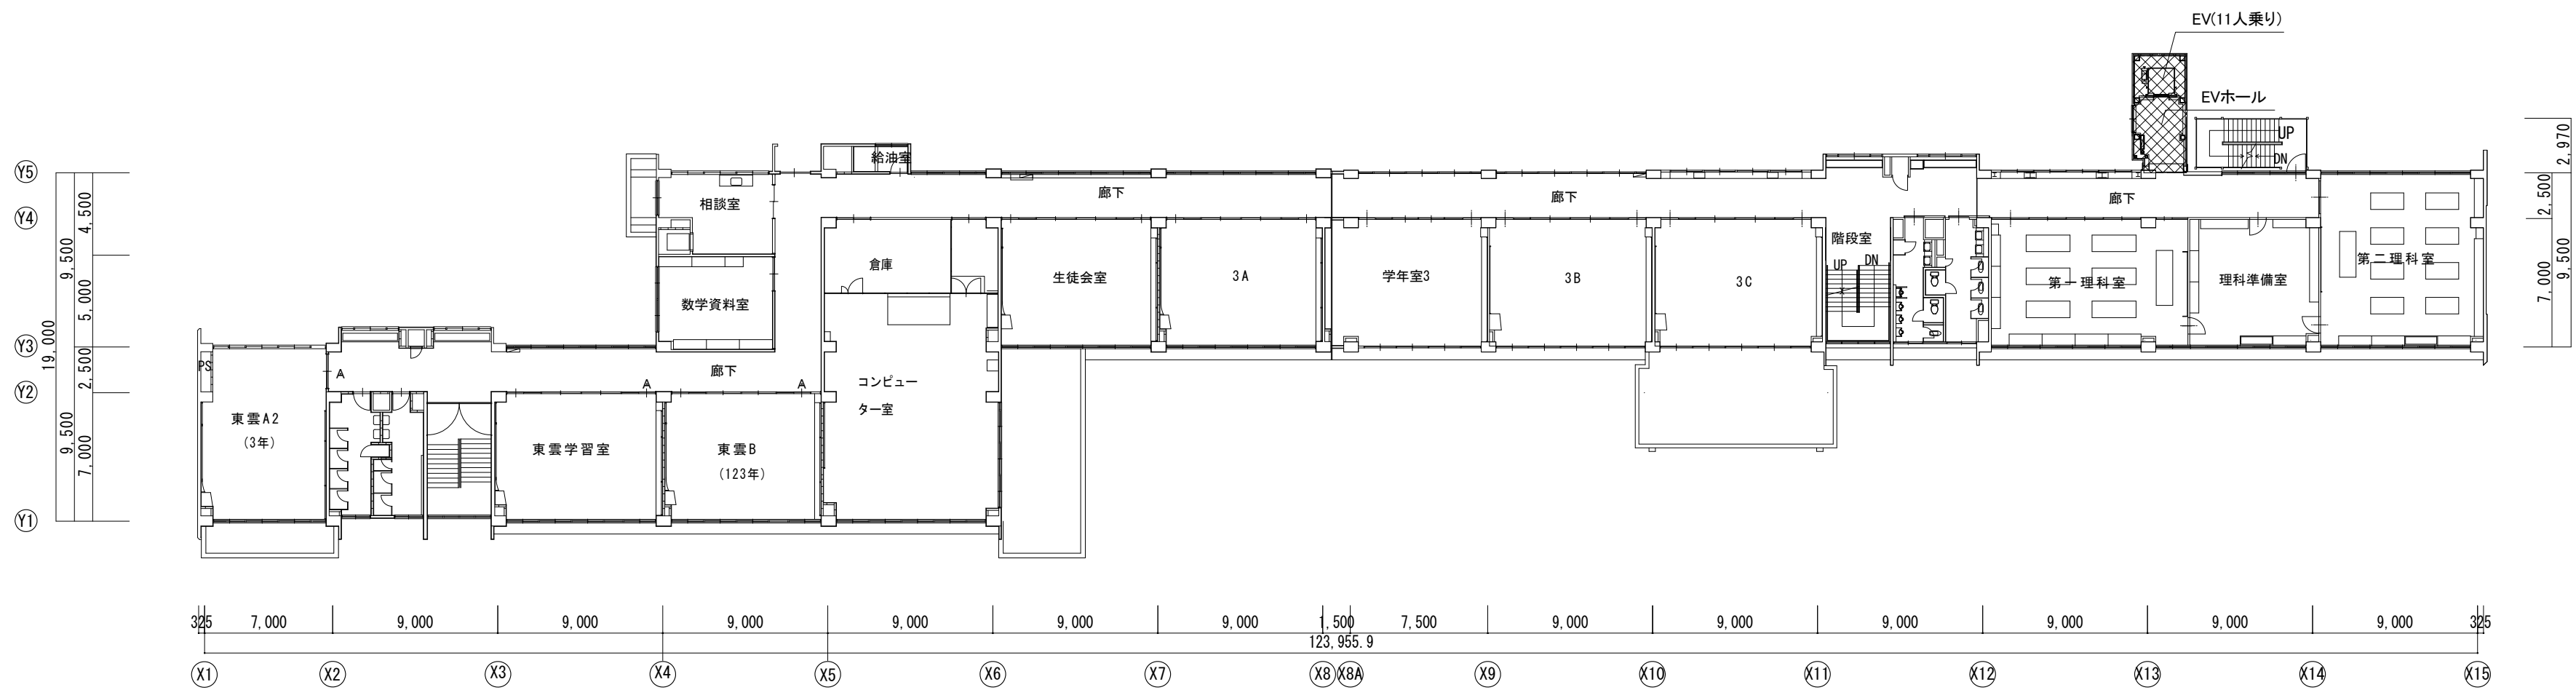 EV(11人乗り)
EVホール
UP
DN
2,970
Y5
給油室
廊下
廊下
廊下
相談室
2,500
Y4
4,500
9,500
階段室
UP
DN
倉庫
生徒会室
3A
学年室3
3B
3C
第一理科室
理科準備室
第二理科室
7,000
9,500
数学資料室
5,000
19,000
Y3
PS
A
廊下
A
A
コンピュー
ター室
2,500
Y2
東雲A2
(3年)
東雲学習室
東雲B
(123年)
9,500
7,000
Y1
325
7,000
9,000
9,000
9,000
9,000
9,000
9,000
1,500
7,500
9,000
9,000
9,000
9,000
9,000
9,000
325
123,955.9
X1
X2
X3
X4
X5
X6
X7
X8
X8A
X9
X10
X11
X12
X13
X14
X15